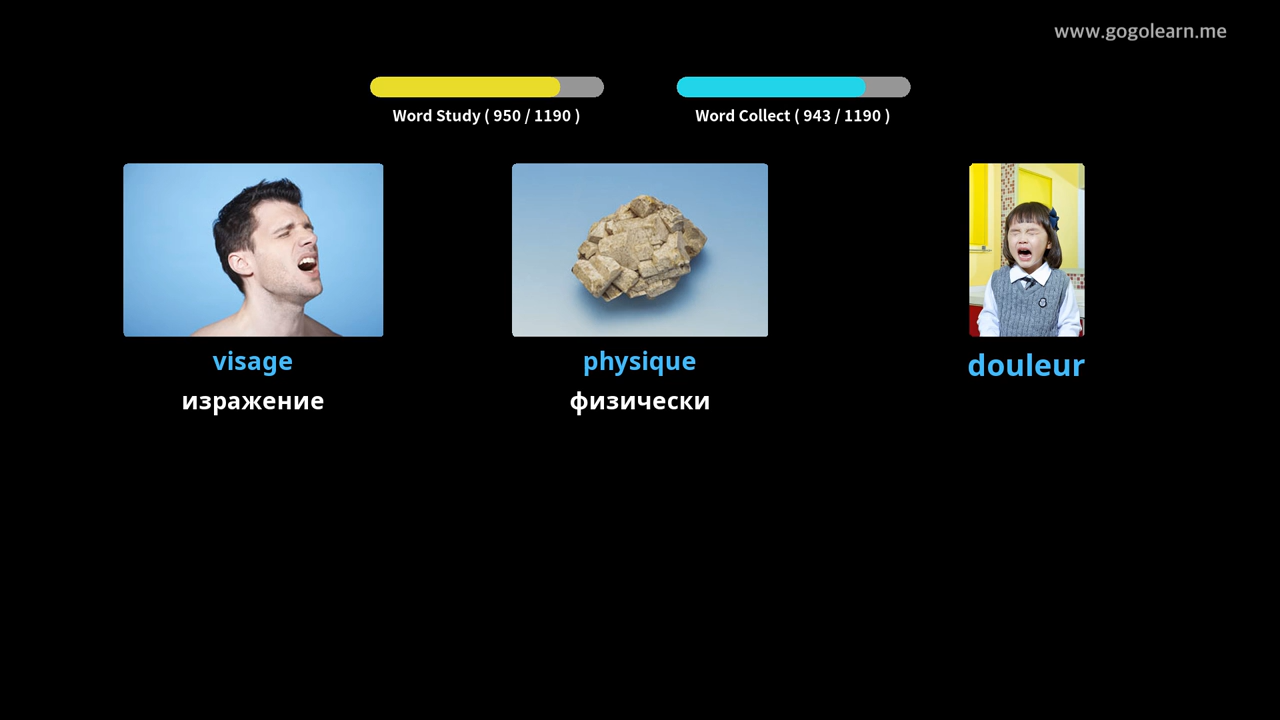 www.gogolearn.me
Word Study ( 950 / 1190 )
Word Collect ( 943 / 1190 )
visage
physique
douleur
изражение
физически